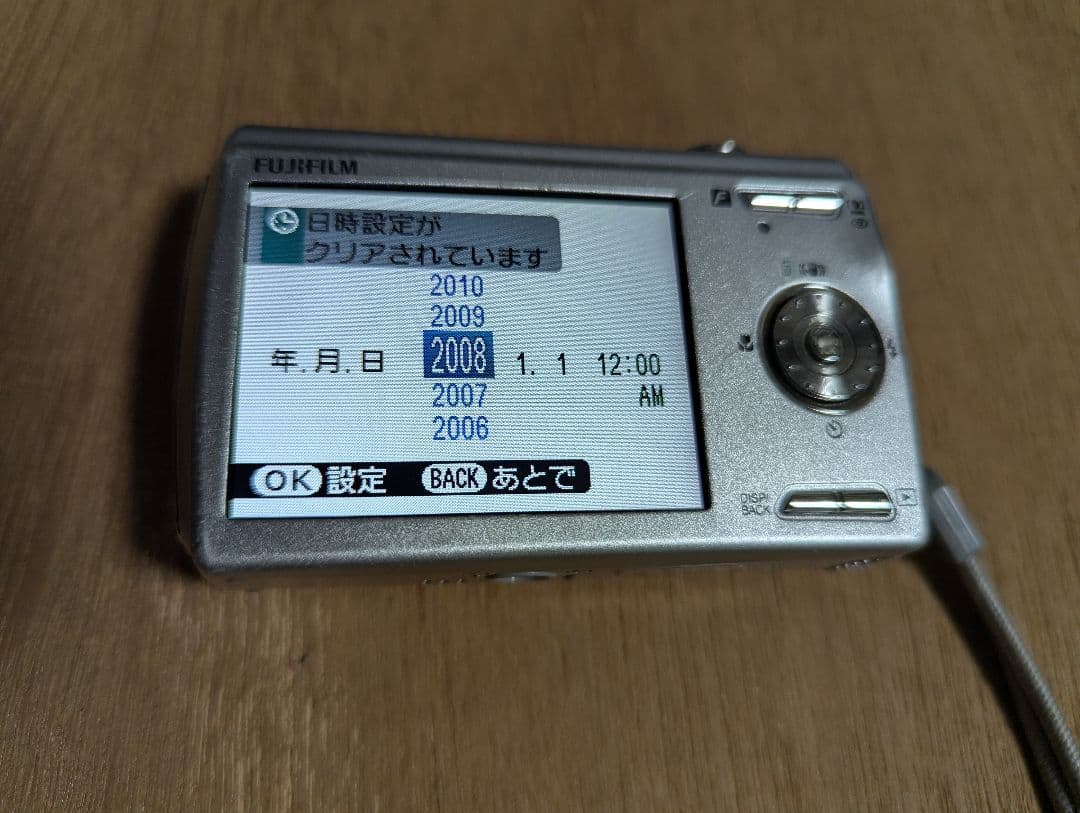 FUJIFILM
日時設定が
クリアされています
2010
2009
年.月.日 2008 1. 1 12:00
2007 AM
2006
OK 設定 BACK あとで
DISP/
BACK